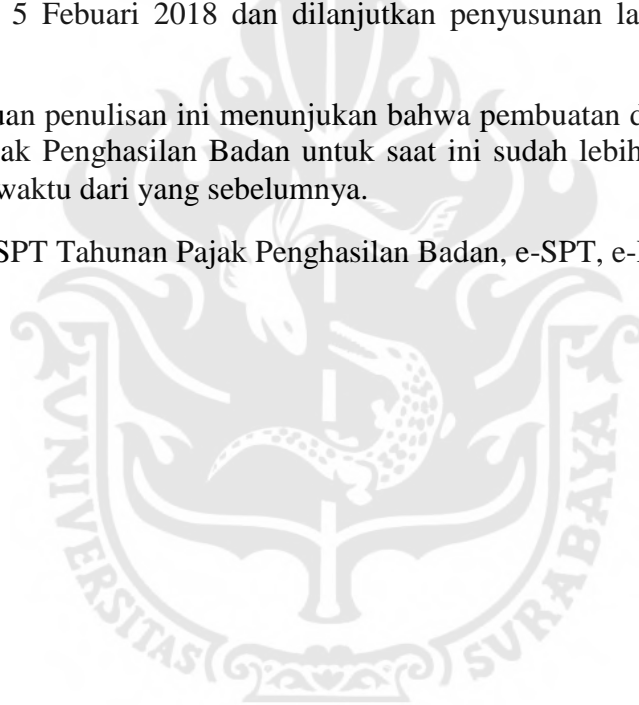 5 Febuari 2018 dan dilanjutkan penyusunan la
uan penulisan ini menunjukan bahwa pembuatan d
ak Penghasilan Badan untuk saat ini sudah lebih
waktu dari yang sebelumnya.
SPT Tahunan Pajak Penghasilan Badan, e-SPT, e-
UNIVERSITAS SURABAYA